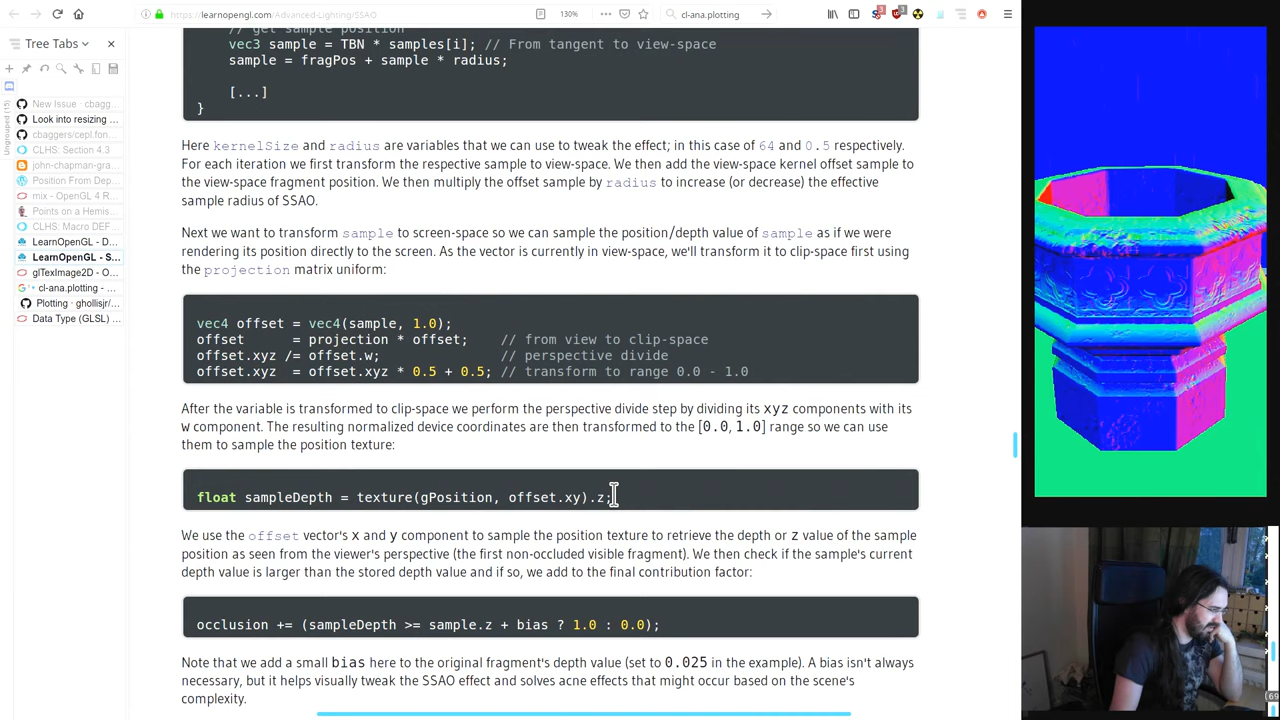 https://learnopengl.com/Advanced-Lighting/SSAO
130%
cl-ana.plotting
Tree Tabs
New Issue · cbagg...
Look into resizing ...
cbaggers/cepl.fon...
CLHS: Section 4.3
john-chapman-gra...
Position From Dep...
mix - OpenGL 4 R...
Points on a Hemis...
CLHS: Macro DEF...
LearnOpenGL - D...
LearnOpenGL - S...
glTexImage2D - O...
cl-ana.plotting - ...
Plotting · ghollisjr/...
Data Type (GLSL) ...
Ungrouped (15)
// get sample position
vec3 sample = TBN * samples[i]; // From tangent to view-space
sample = fragPos + sample * radius;
[...]
}
Here kernelSize and radius are variables that we can use to tweak the effect; in this case of 64 and 0.5 respectively.
For each iteration we first transform the respective sample to view-space. We then add the view-space kernel offset sample to
the view-space fragment position. We then multiply the offset sample by radius to increase (or decrease) the effective
sample radius of SSAO.
Next we want to transform sample to screen-space so we can sample the position/depth value of sample as if we were
rendering its position directly to the screen. As the vector is currently in view-space, we'll transform it to clip-space first using
the projection matrix uniform:
vec4 offset = vec4(sample, 1.0);
offset      = projection * offset;    // from view to clip-space
offset.xyz /= offset.w;               // perspective divide
offset.xyz  = offset.xyz * 0.5 + 0.5; // transform to range 0.0 - 1.0
After the variable is transformed to clip-space we perform the perspective divide step by dividing its xyz components with its
w component. The resulting normalized device coordinates are then transformed to the [0.0, 1.0] range so we can use
them to sample the position texture:
float sampleDepth = texture(gPosition, offset.xy).z;
We use the offset vector's x and y component to sample the position texture to retrieve the depth or z value of the sample
position as seen from the viewer's perspective (the first non-occluded visible fragment). We then check if the sample's current
depth value is larger than the stored depth value and if so, we add to the final contribution factor:
occlusion += (sampleDepth >= sample.z + bias ? 1.0 : 0.0);
Note that we add a small bias here to the original fragment's depth value (set to 0.025 in the example). A bias isn't always
necessary, but it helps visually tweak the SSAO effect and solves acne effects that might occur based on the scene's
complexity.